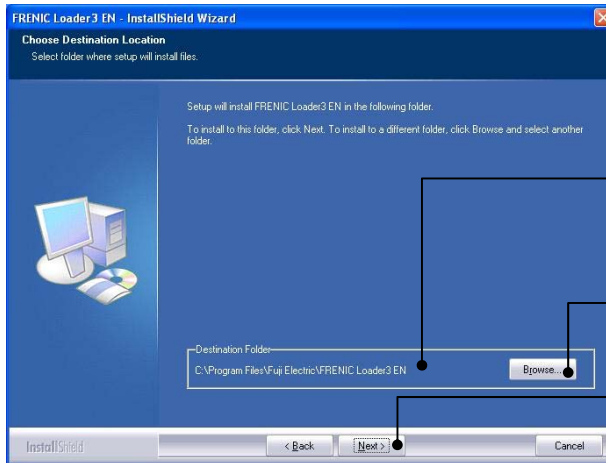 FRENIC Loader3 EN - InstallShield Wizard
Choose Destination Location
Select folder where setup will install files.
Setup will install FRENIC Loader3 EN in the following folder.
To install to this folder, click Next. To install to a different folder, click Browse and select another
folder.
Destination Folder
C:\Program Files\Fuji Electric\FRENIC Loader3 EN
Browse...
InstallShield
< Back
Next >
Cancel